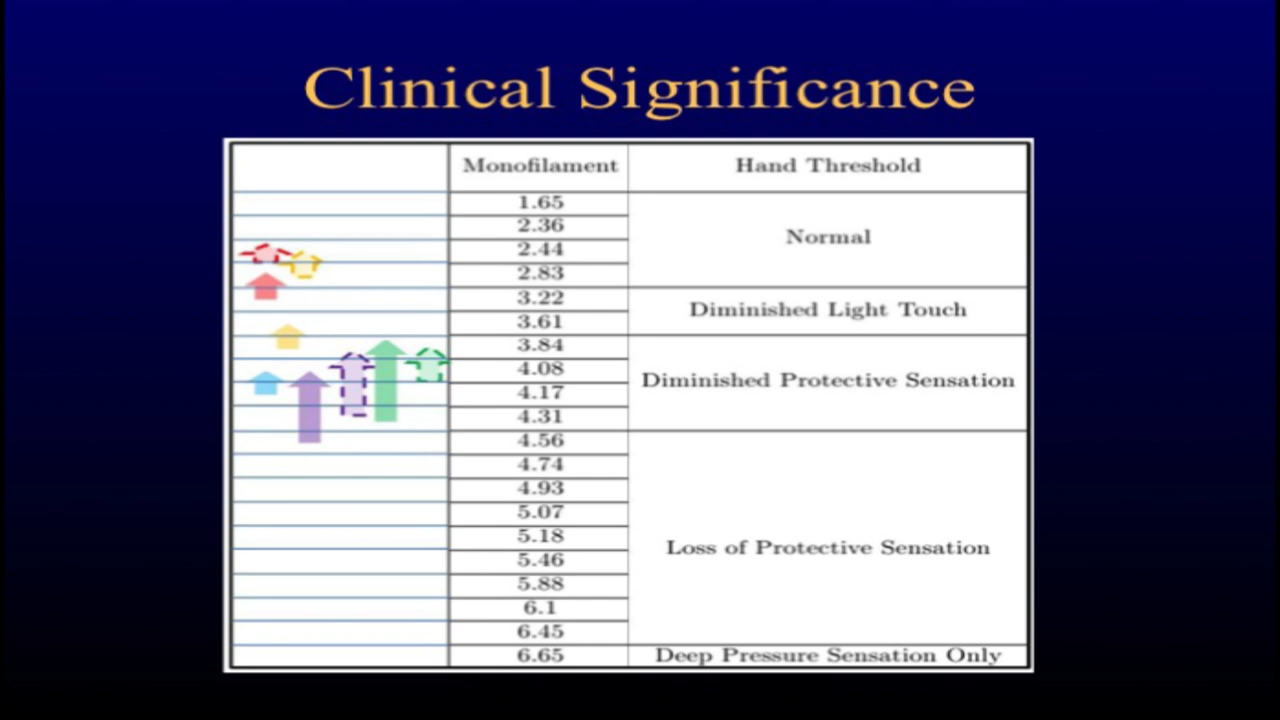 Clinical Significance
Monofilament Hand Threshold
1.65
2.36
Normal
2.44
2.83
3.22
Diminished Light Touch
3.61
3.84
4.08
Diminished Protective Sensation
4.17
4.31
4.56
4.74
4.93
5.07
5.18
Loss of Protective Sensation
5.46
5.88
6.1
6.45
6.65 Deep Pressure Sensation Only